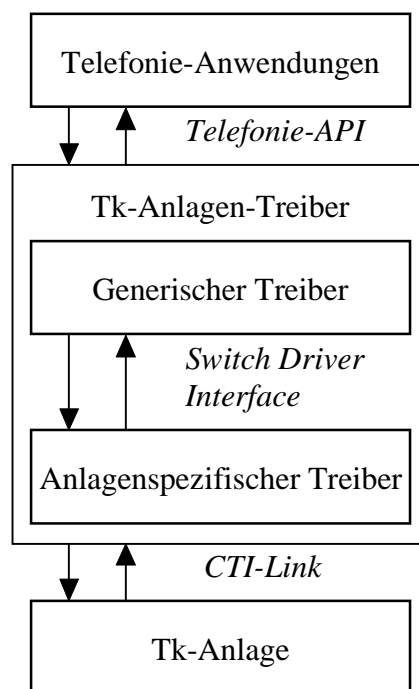 Telefonie-Anwendungen
Telefonie-API
Tk-Anlagen-Treiber
Generischer Treiber
Switch Driver
Interface
Anlagenspezifischer Treiber
CTI-Link
Tk-Anlage